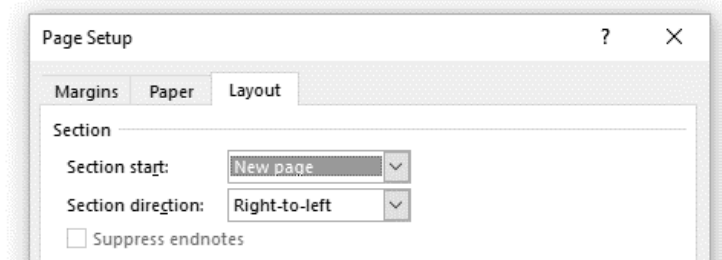 Page Setup ? X
Margins Paper Layout
Section
Section start: New page
Section direction: Right-to-left
Suppress endnotes